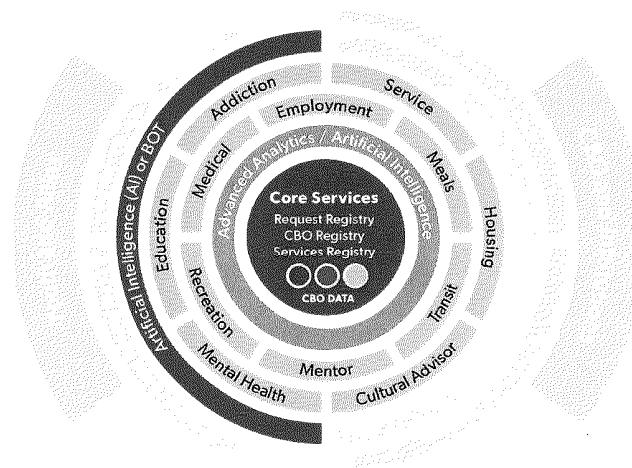 Artificial Intelligence (AI) or BOT
Addiction
Service
Housing
Cultural Advisor
Mental Health
Education
Employment
Meals
Transit
Mentor
Recreation
Medical
Advanced Analytics / Artificial Intelligence
Core Services
Request Registry
CBO Registry
Services Registry
CBO DATA